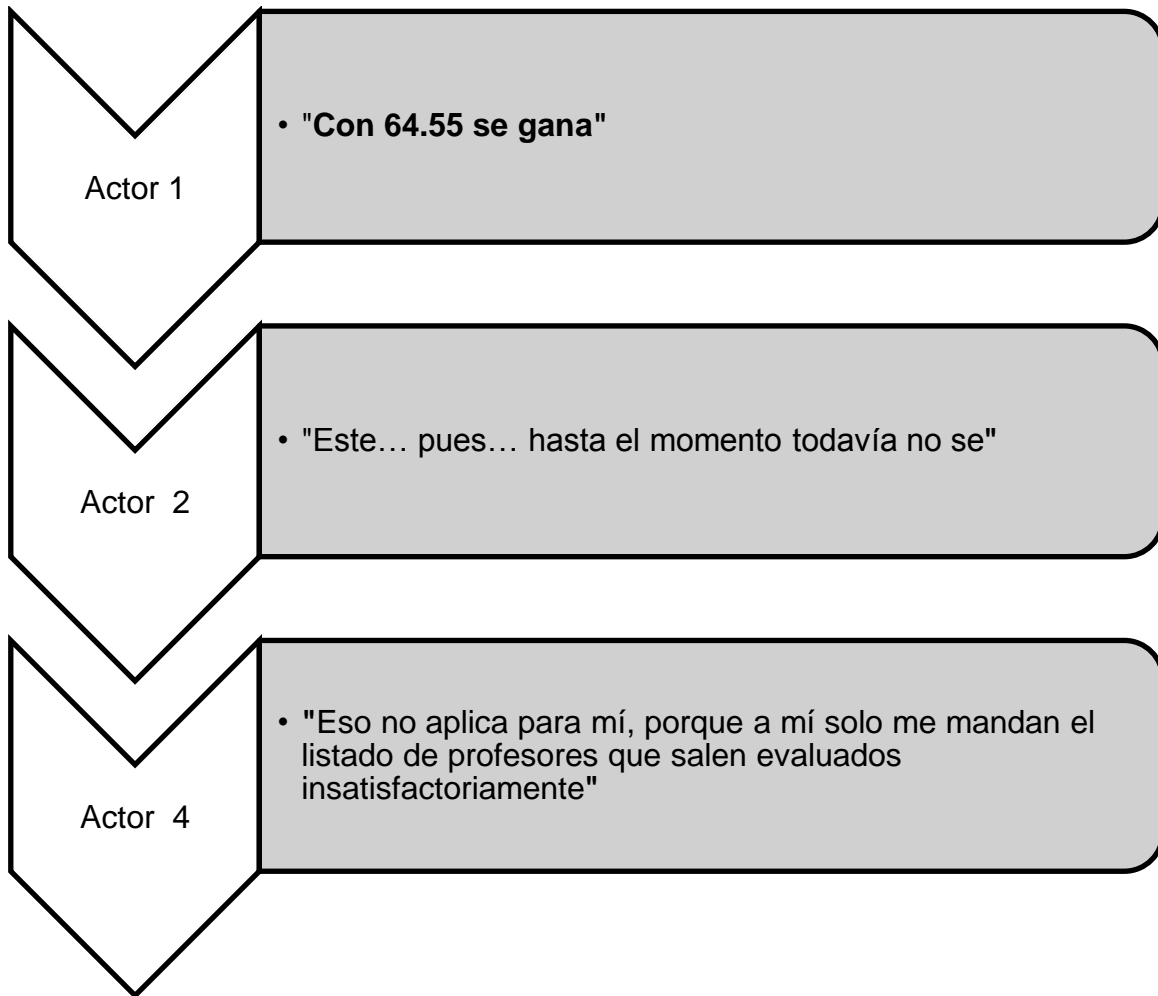 Actor 1
• "Con 64.55 se gana"
Actor 2
• "Este… pues… hasta el momento todavía no se"
Actor 4
• "Eso no aplica para mí, porque a mí solo me mandan el
listado de profesores que salen evaluados
insatisfactoriamente"